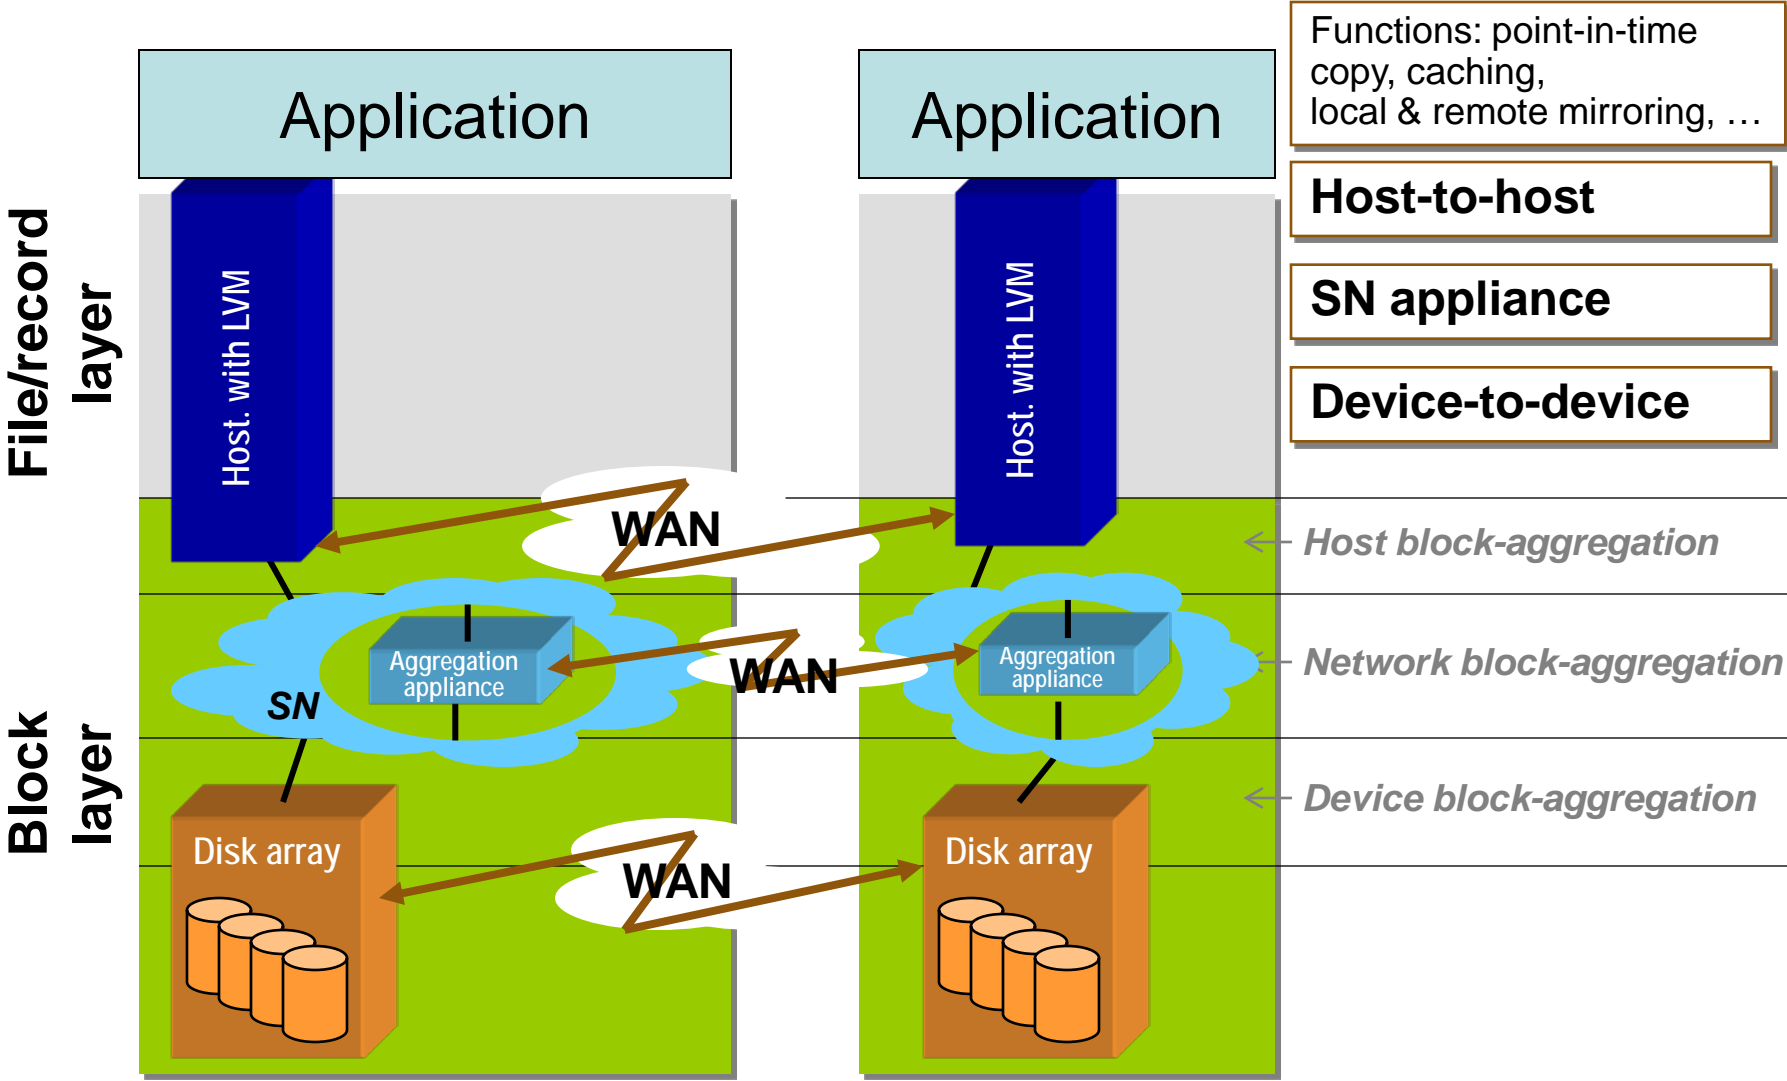 Application
Application
Functions: point-in-time
copy, caching,
local & remote mirroring, …
Host-to-host
SN appliance
Device-to-device
File/record
layer
Host. with LVM
Host. with LVM
WAN
Host block-aggregation
Aggregation
appliance
SN
WAN
Aggregation
appliance
Network block-aggregation
Block
layer
Device block-aggregation
Disk array
WAN
Disk array